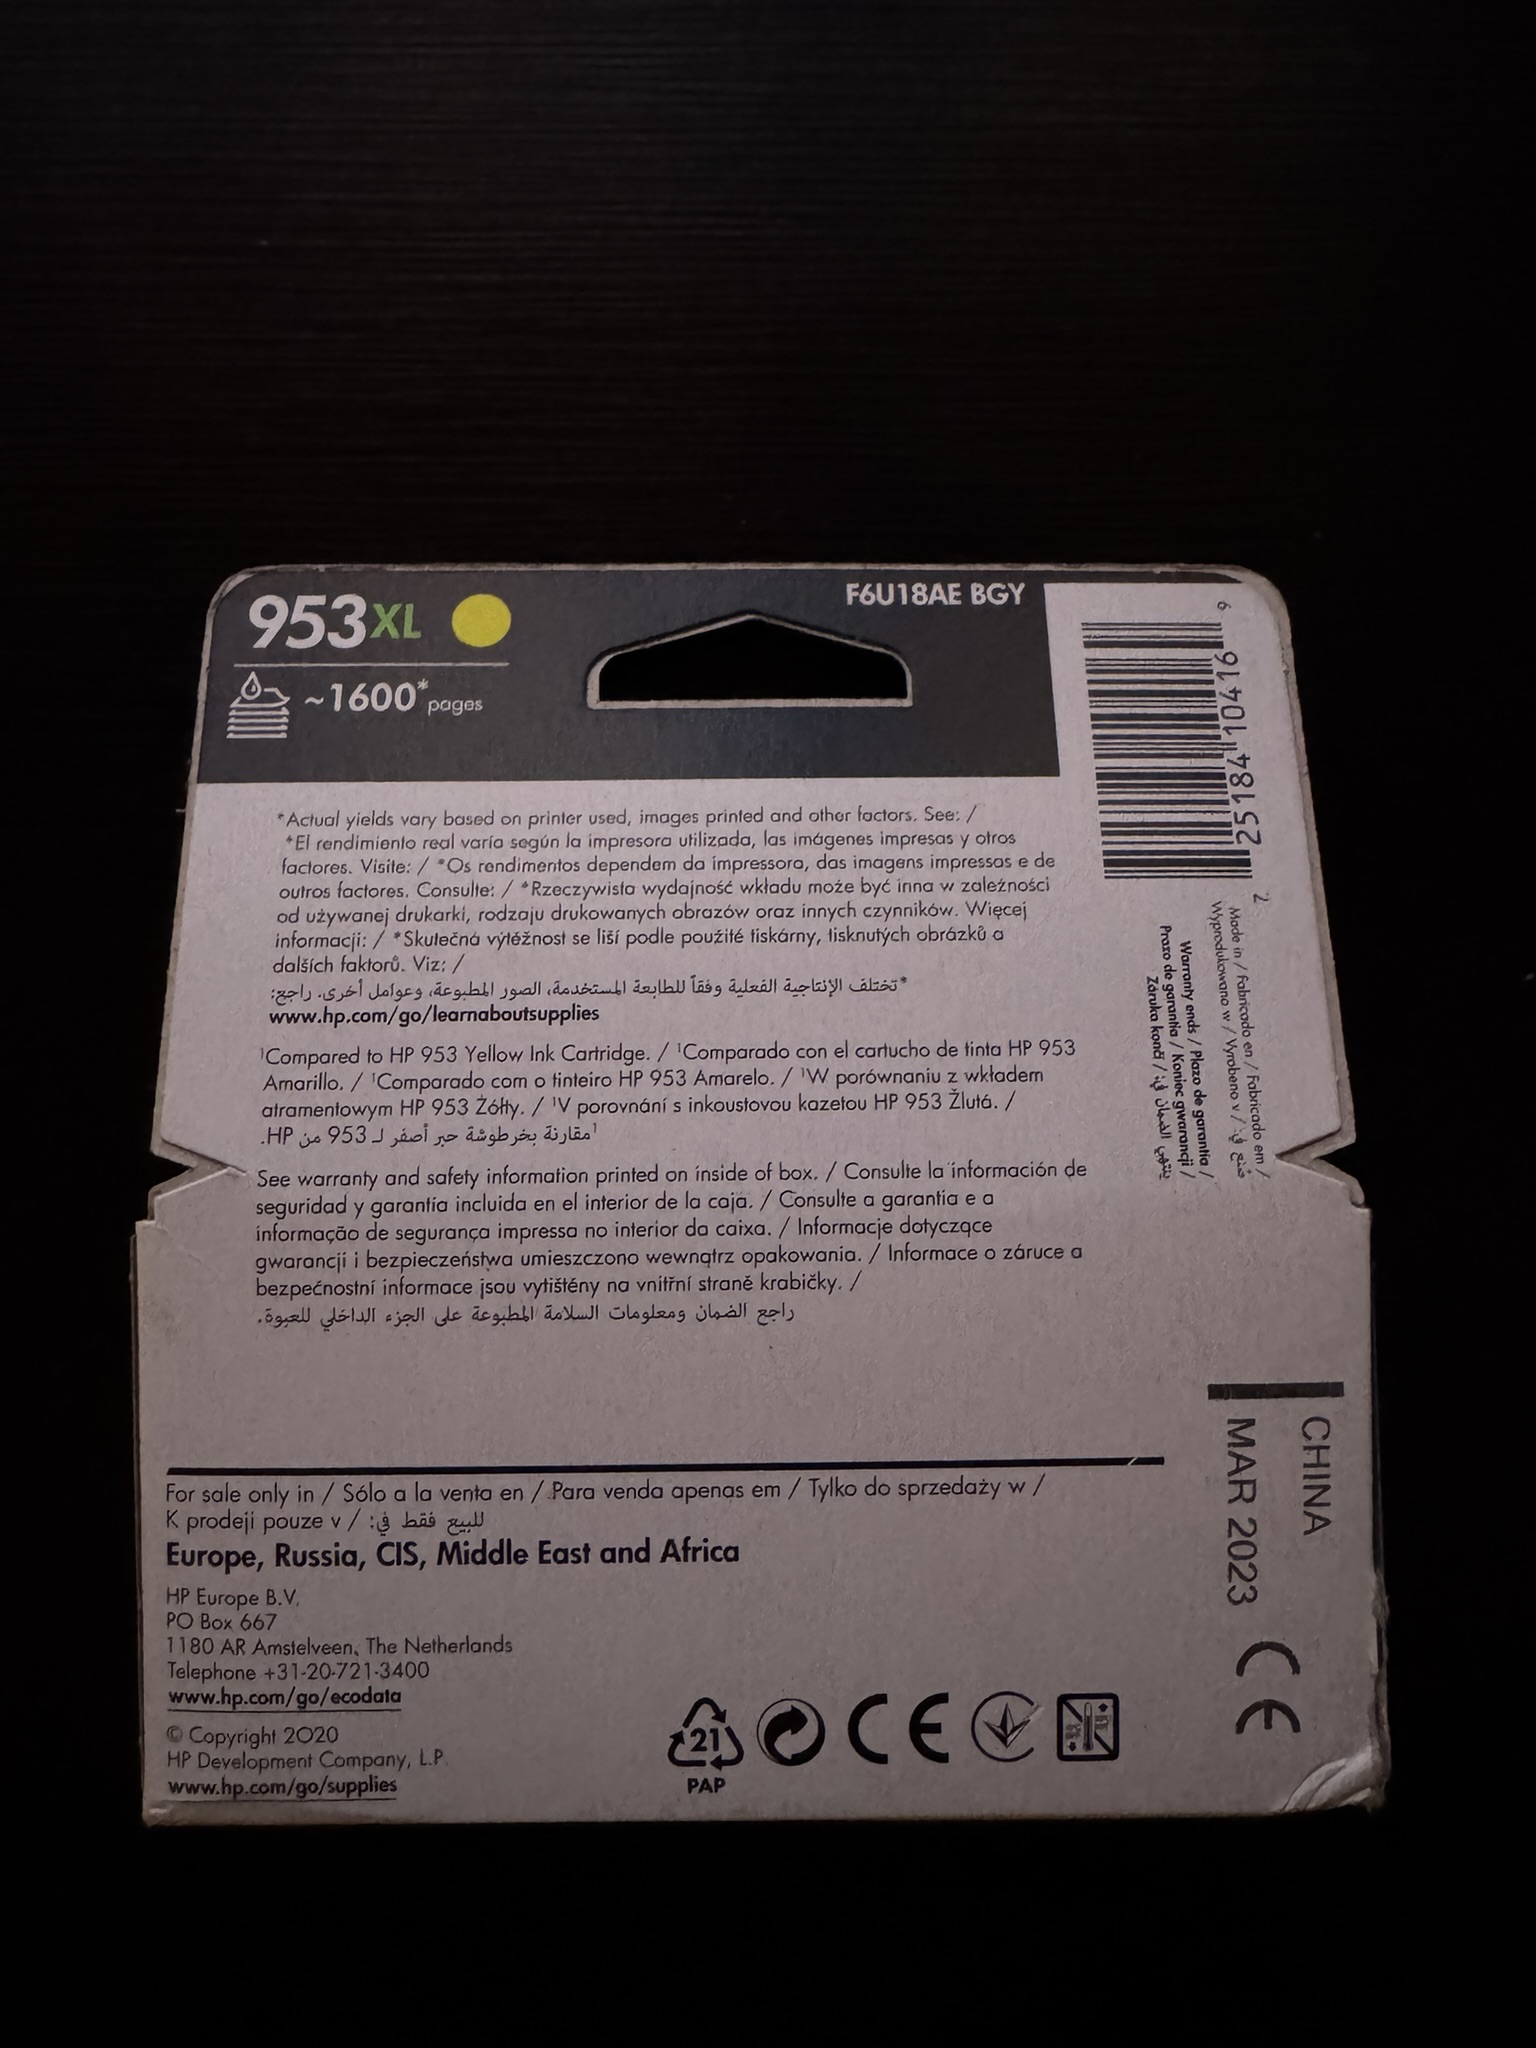 953XL
~1600* pages
F6U18AE BGY
*Actual yields vary based on printer used, images printed and other factors. See: /
*El rendimiento real varía según la impresora utilizada, las imágenes impresas y otros
factores. Visite: / *Os rendimentos dependem da impressora, das imagens impressas e de
outros factores. Consulte: / *Rzeczywista wydajność wkładu może być inna w zależności
od używanej drukarki, rodzaju drukowanych obrazów oraz innych czynników. Więcej
informacji: / *Skutečná výtěžnost se liší podle použité tiskárny, tisknutých obrázků a
dalších faktorů. Viz: /
*تختلف الإنتاجية الفعلية وفقاً للطابعة المستخدمة، الصور المطبوعة، وعوامل أخرى. راجع:
www.hp.com/go/learnaboutsupplies
¹Compared to HP 953 Yellow Ink Cartridge. / ¹Comparado con el cartucho de tinta HP 953
Amarillo. / ¹Comparado com o tinteiro HP 953 Amarelo. / ¹W porównaniu z wkładem
atramentowym HP 953 Żółty. / ¹V porovnání s inkoustovou kazetou HP 953 Žlutá. /
¹مقارنة بخرطوشة حبر أصفر لـ 953 من HP.
See warranty and safety information printed on inside of box. / Consulte la información de
seguridad y garantía incluida en el interior de la caja. / Consulte a garantia e a
informação de segurança impressa no interior da caixa. / Informacje dotyczące
gwarancji i bezpieczeństwa umieszczono wewnątrz opakowania. / Informace o záruce a
bezpečnostní informace jsou vytištěny na vnitřní straně krabičky. /
راجع الضمان ومعلومات السلامة المطبوعة على الجزء الداخلي للعبوة.
For sale only in / Sólo a la venta en / Para venda apenas em / Tylko do sprzedaży w /
K prodeji pouze v / للبيع فقط في:
Europe, Russia, CIS, Middle East and Africa
HP Europe B.V.
PO Box 667
1180 AR Amstelveen, The Netherlands
Telephone +31-20-721-3400
www.hp.com/go/ecodata
© Copyright 2020
HP Development Company, L.P.
www.hp.com/go/supplies
21
PAP
CE
9
25184 10416
2
Made in / Fabricado en / Fabricado em /
Wyprodukowano w / Vyrobeno v / صُنع في:
Warranty ends / Plazo de garantía /
Prazo de garantia / Koniec gwarancji /
Záruka končí / ينتهي الضمان في:
CHINA
MAR 2023
CE